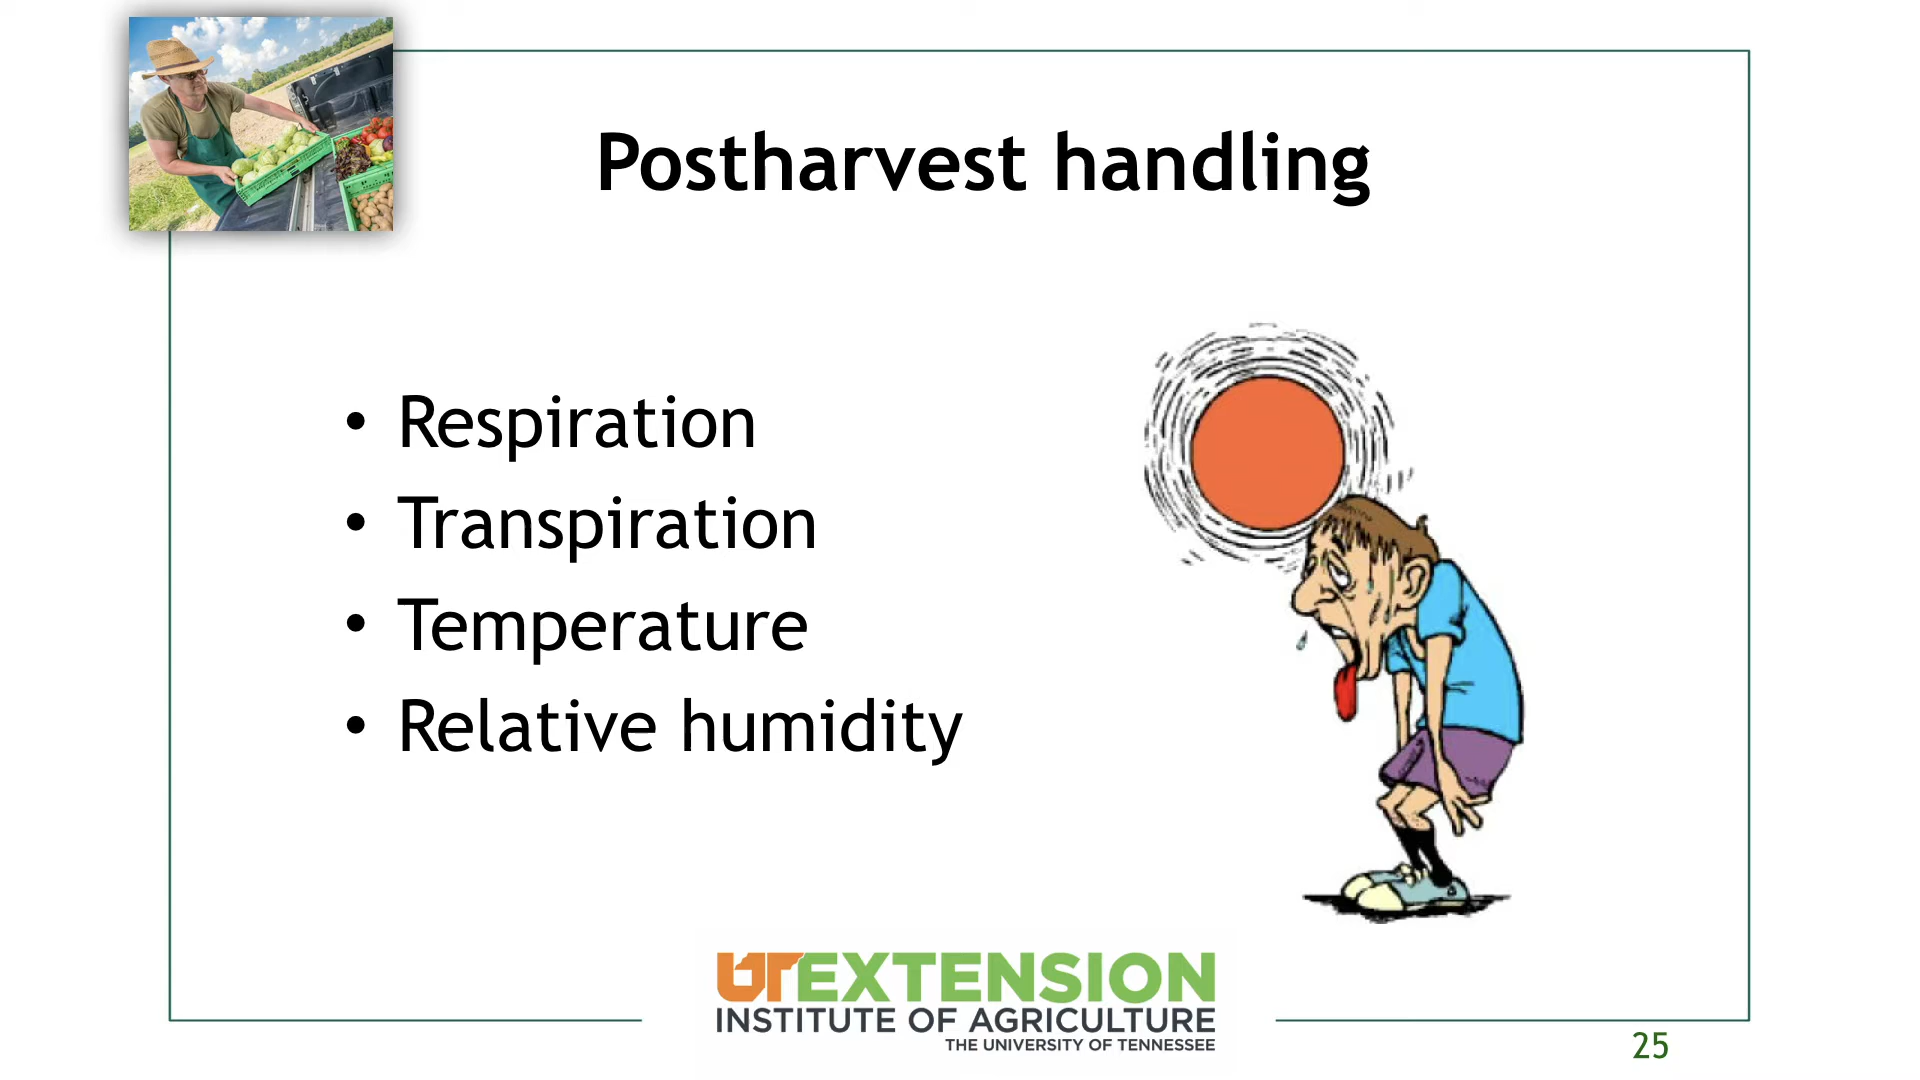 Postharvest handling
• Respiration
• Transpiration
• Temperature
• Relative humidity
UTEXTENSION
INSTITUTE OF AGRICULTURE
THE UNIVERSITY OF TENNESSEE
25